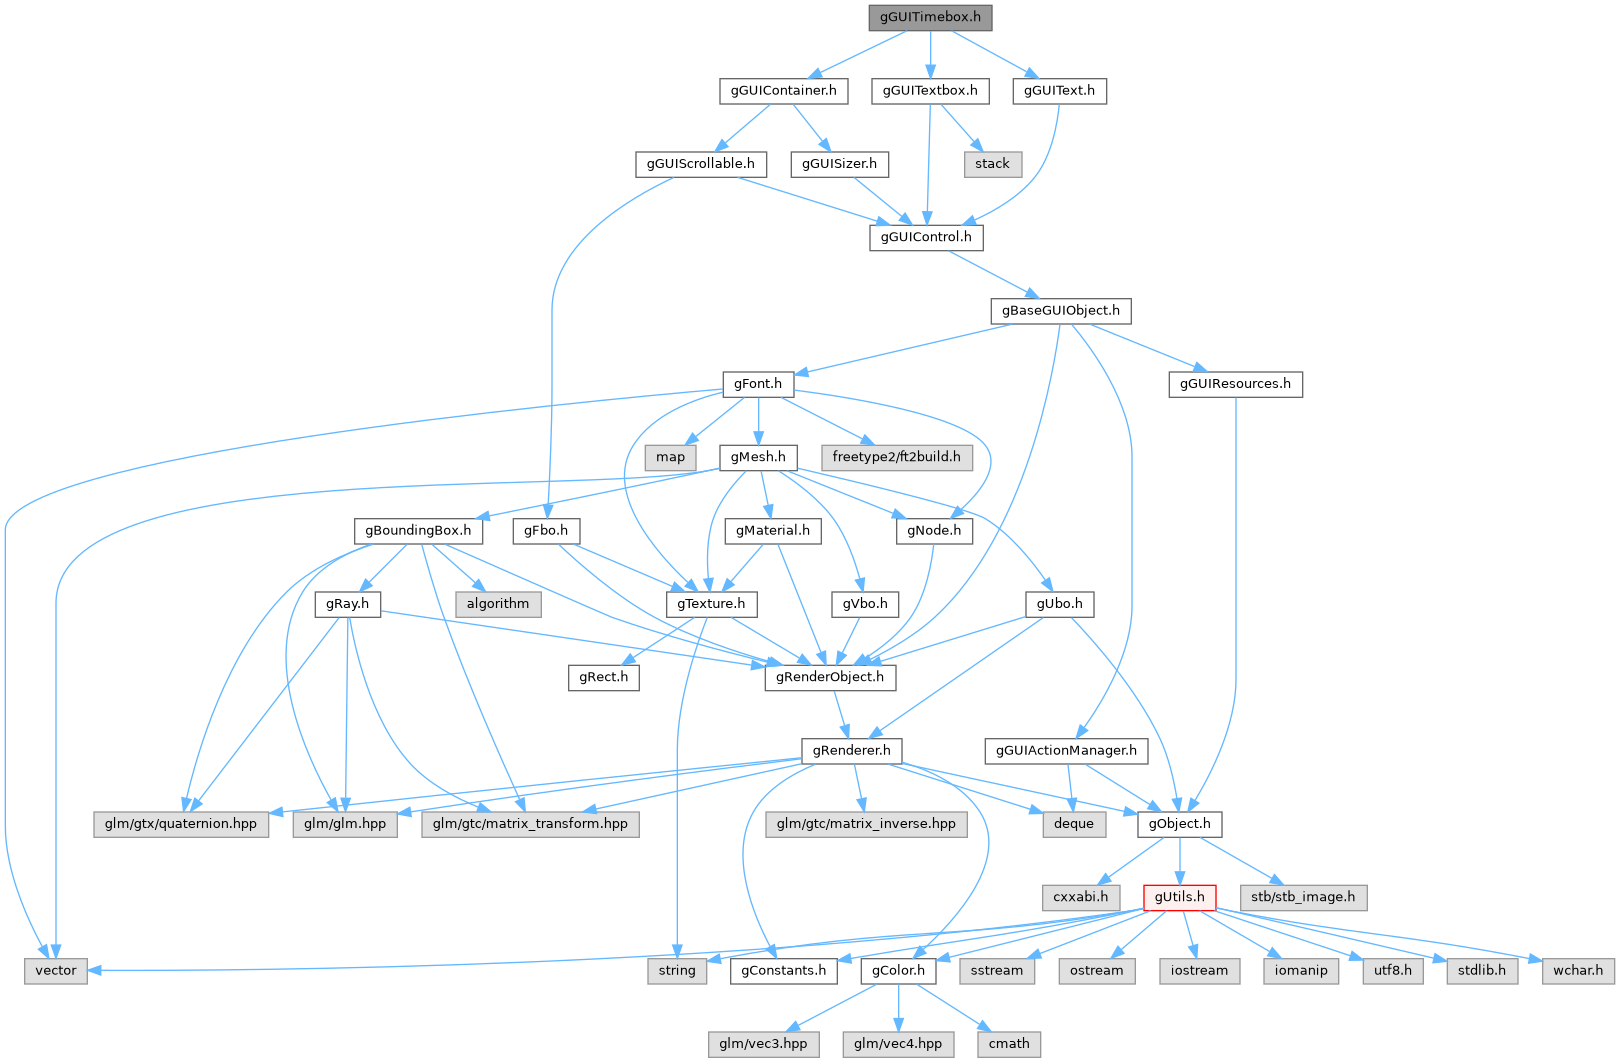 gGUITimebox.h
gGUIContainer.h
gGUITextbox.h
gGUIText.h
gGUIScrollable.h
gGUISizer.h
stack
gGUIControl.h
gBaseGUIObject.h
gFont.h
gGUIResources.h
map
gMesh.h
freetype2/ft2build.h
gBoundingBox.h
gFbo.h
gMaterial.h
gNode.h
gRay.h
algorithm
gTexture.h
gVbo.h
gUbo.h
gRect.h
gRenderObject.h
gRenderer.h
gGUIActionManager.h
glm/gtx/quaternion.hpp
glm/glm.hpp
glm/gtc/matrix_transform.hpp
glm/gtc/matrix_inverse.hpp
deque
gObject.h
cxxabi.h
gUtils.h
stb/stb_image.h
vector
string
gConstants.h
gColor.h
sstream
ostream
iostream
iomanip
utf8.h
stdlib.h
wchar.h
glm/vec3.hpp
glm/vec4.hpp
cmath